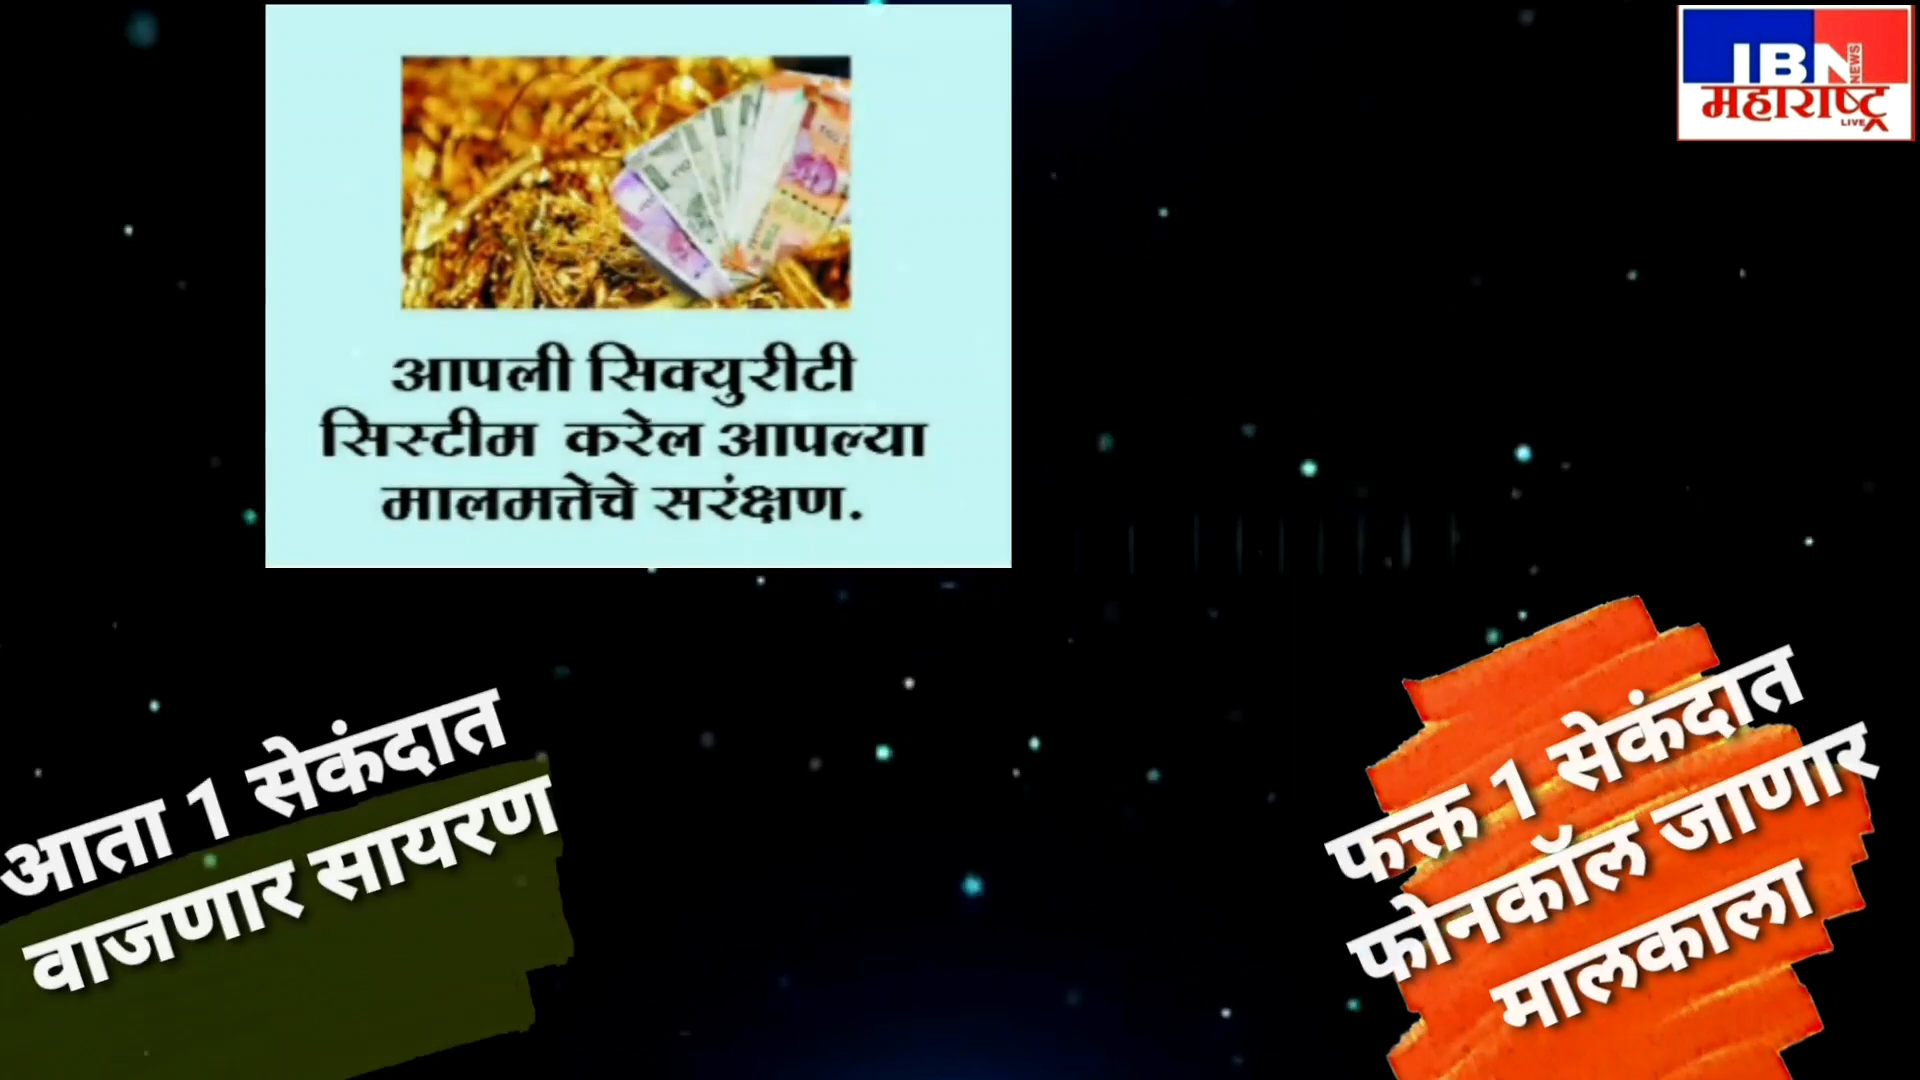 IBN
NEWS
महाराष्ट्र
LIVE
आपली सिक्युरीटी
सिस्टीम करेल आपल्या
मालमत्तेचे सरंक्षण.
आता 1 सेकंदात
वाजणार सायरण
फक्त 1 सेकंदात
फोनकॉल जाणार
मालकाला